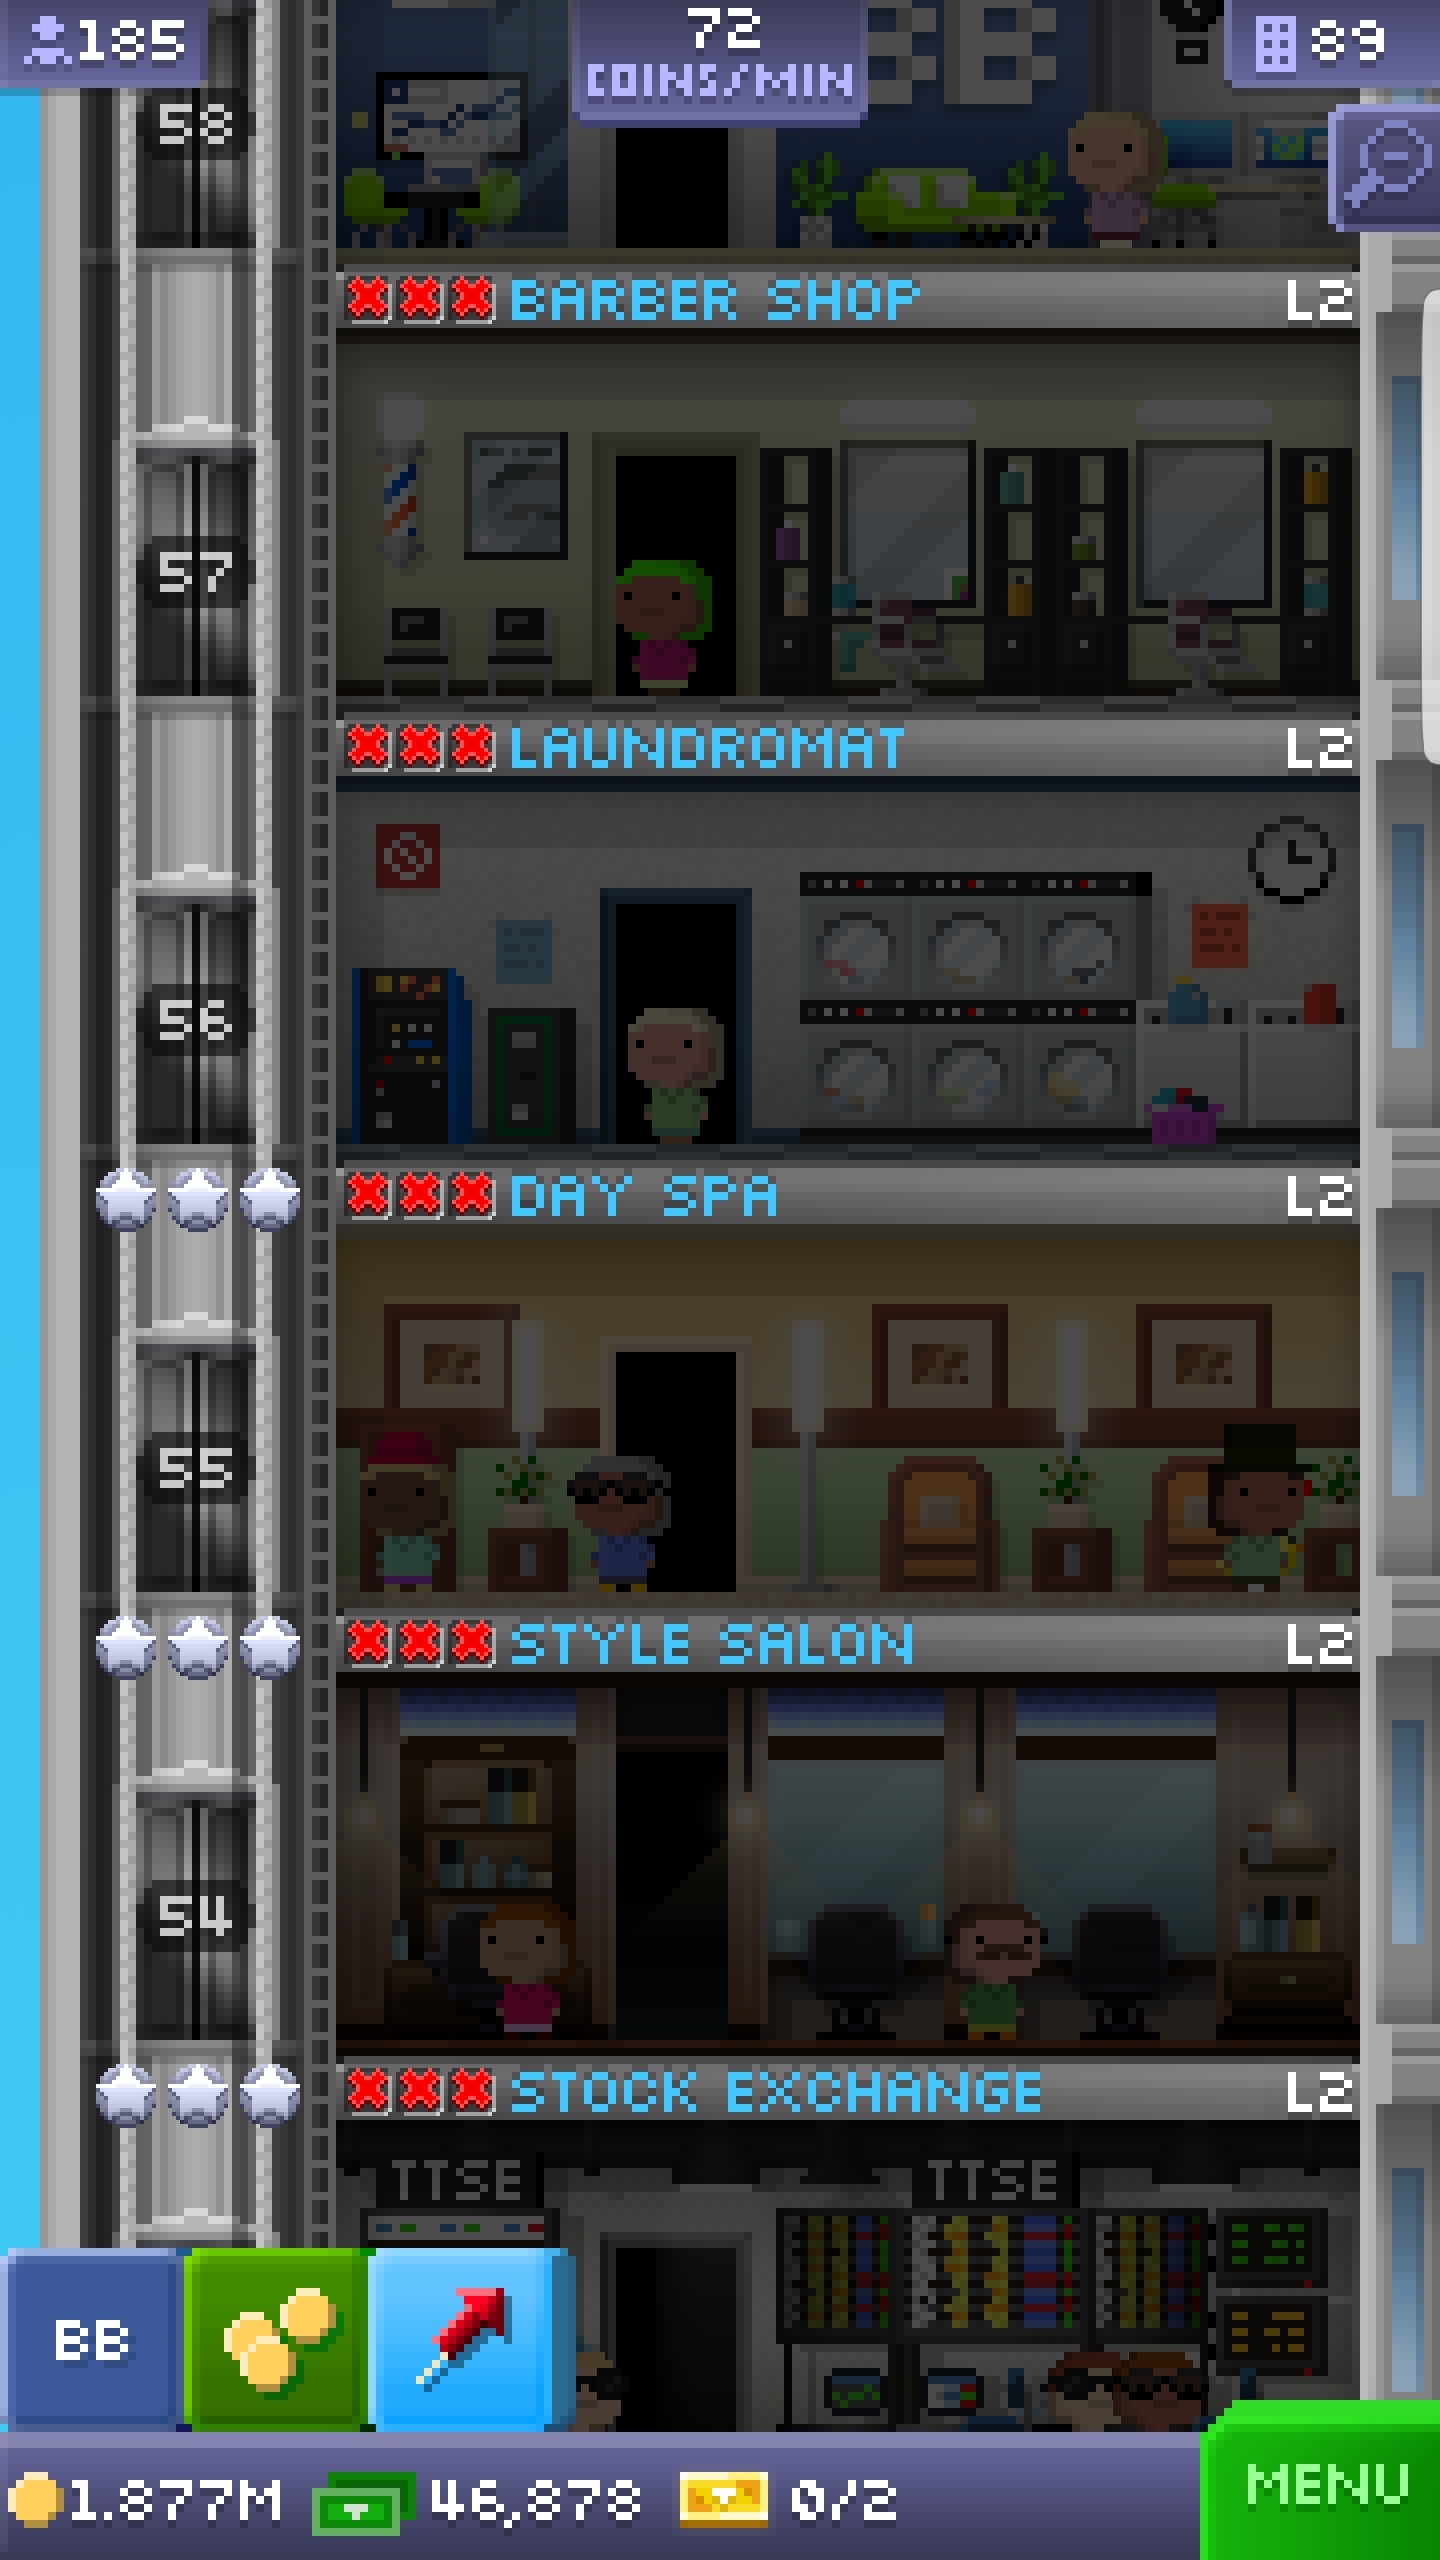 185
72
COINS/MIN
89
BB
58
BARBER SHOP L2
57
LAUNDROMAT L2
56
DAY SPA L2
55
STYLE SALON L2
54
STOCK EXCHANGE L2
TTSE TTSE
BB
1.877M 46,878 0/2
MENU